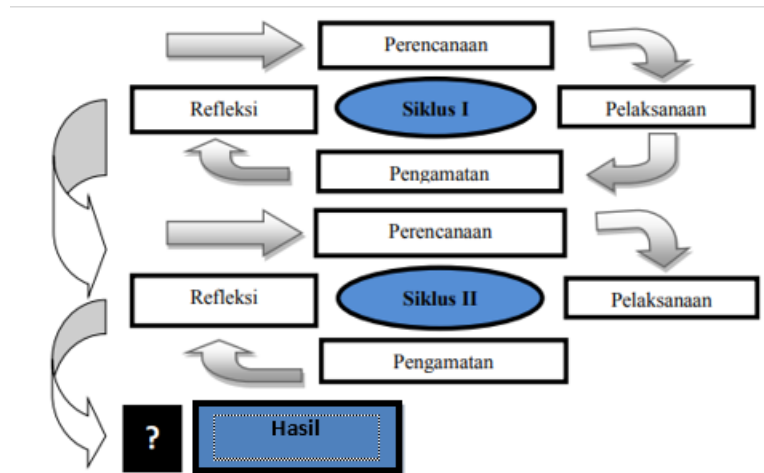 Perencanaan
Refleksi
Siklus I
Pelaksanaan
Pengamatan
Perencanaan
Refleksi
Siklus II
Pelaksanaan
Pengamatan
?
Hasil